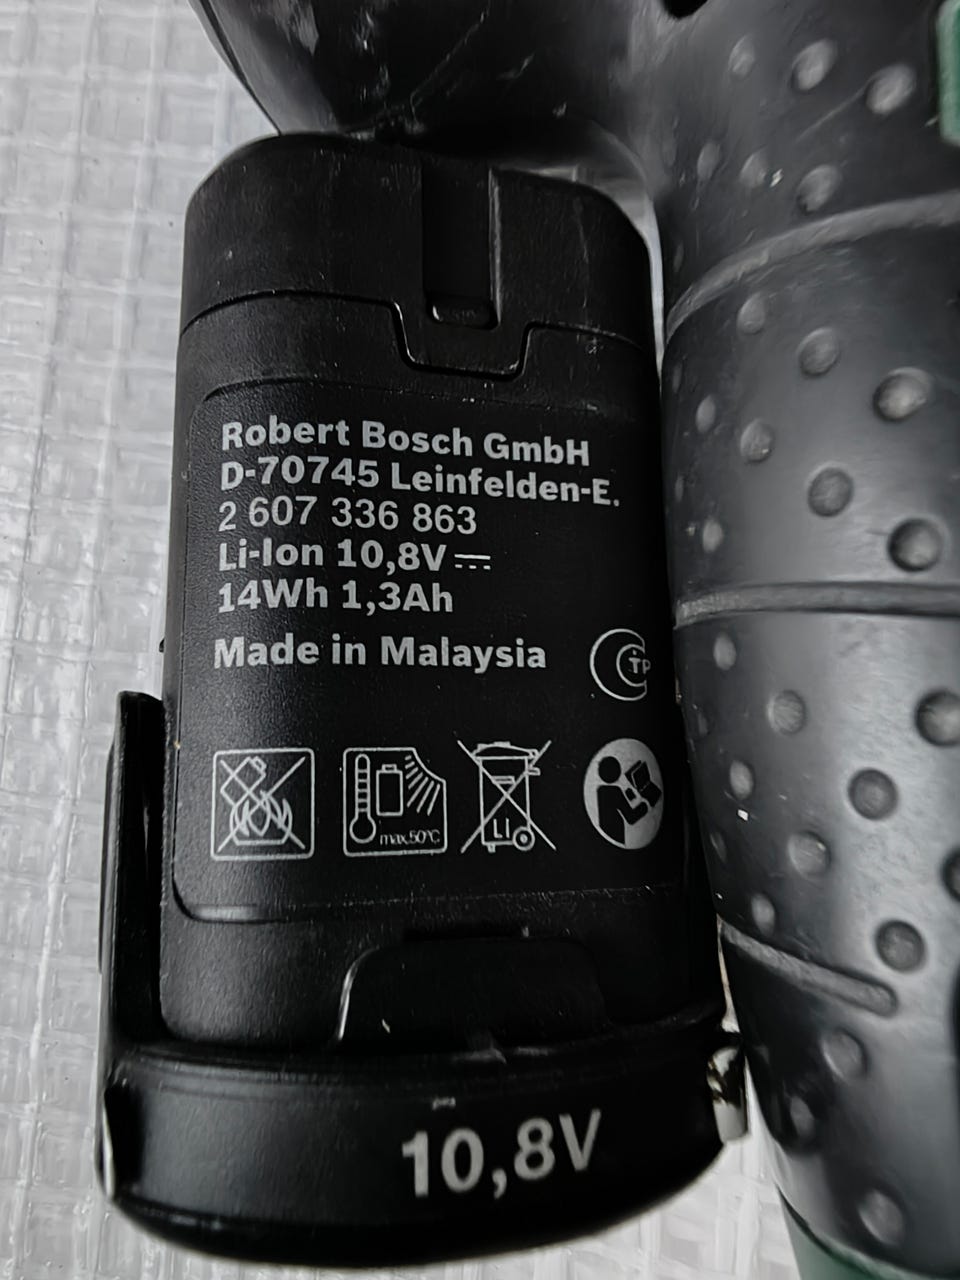 Robert Bosch GmbH
D-70745 Leinfelden-E.
2 607 336 863
Li-Ion 10,8V
14Wh 1,3Ah
Made in Malaysia
max.50°C
LI
10,8V